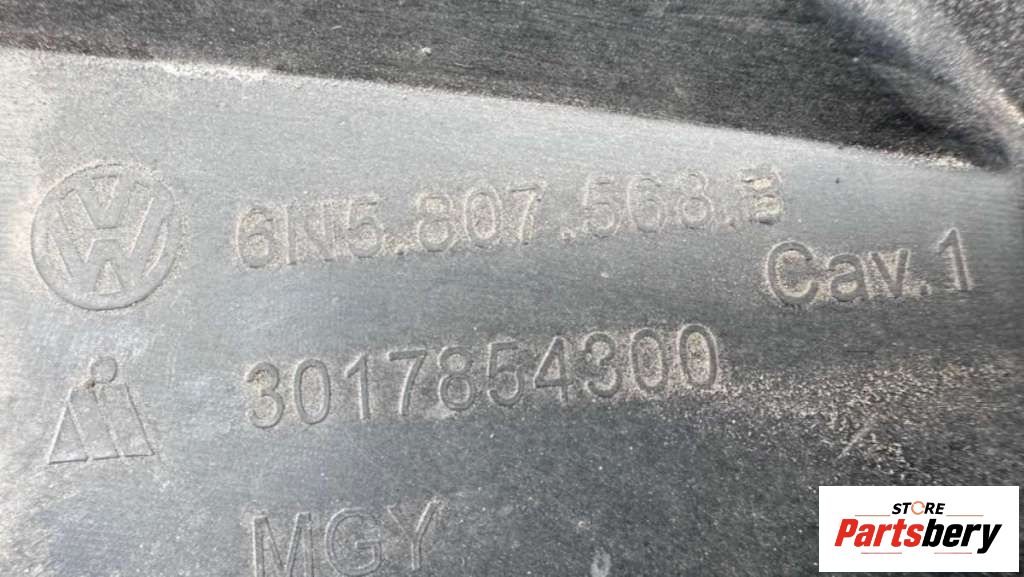 6N5.807.568.B
Cav.1
3017854300
MGY
STORE
Partsbery